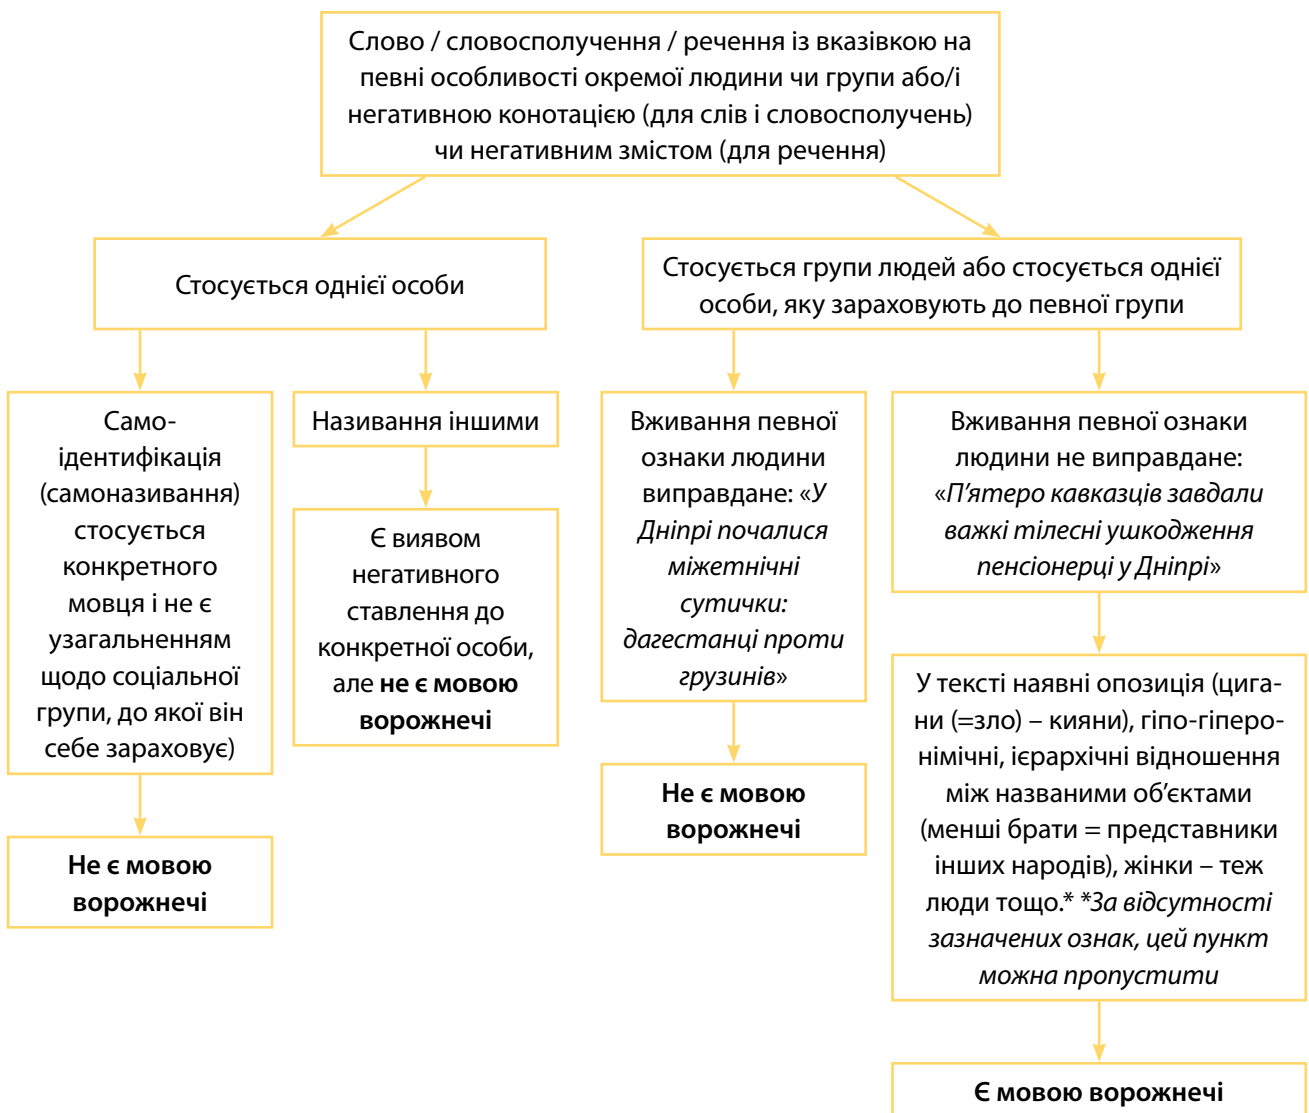 Слово / словосполучення / речення із вказівкою на
певні особливості окремої людини чи групи або/і
негативною конотацією (для слів і словосполучень)
чи негативним змістом (для речення)
Стосується однієї особи
Стосується групи людей або стосується однієї
особи, яку зараховують до певної групи
Само-
ідентифікація
(самоназивання)
стосується
конкретного
мовця і не є
узагальненням
щодо соціальної
групи, до якої він
себе зараховує)
Не є мовою
ворожнечі
Називання іншими
Є виявом
негативного
ставлення до
конкретної особи,
але не є мовою
ворожнечі
Вживання певної
ознаки людини
виправдане: «У
Дніпрі почалися
міжетнічні
сутички:
дагестанці проти
грузинів»
Не є мовою
ворожнечі
Вживання певної ознаки
людини не виправдане:
«П'ятеро кавказців завдали
важкі тілесні ушкодження
пенсіонерці у Дніпрі»
У тексті наявні опозиція (цига-
ни (=зло) – кияни), гіпо-гіперо-
німічні, ієрархічні відношення
між названими об'єктами
(менші брати = представники
інших народів), жінки – теж
люди тощо.* *За відсутності
зазначених ознак, цей пункт
можна пропустити
Є мовою ворожнечі